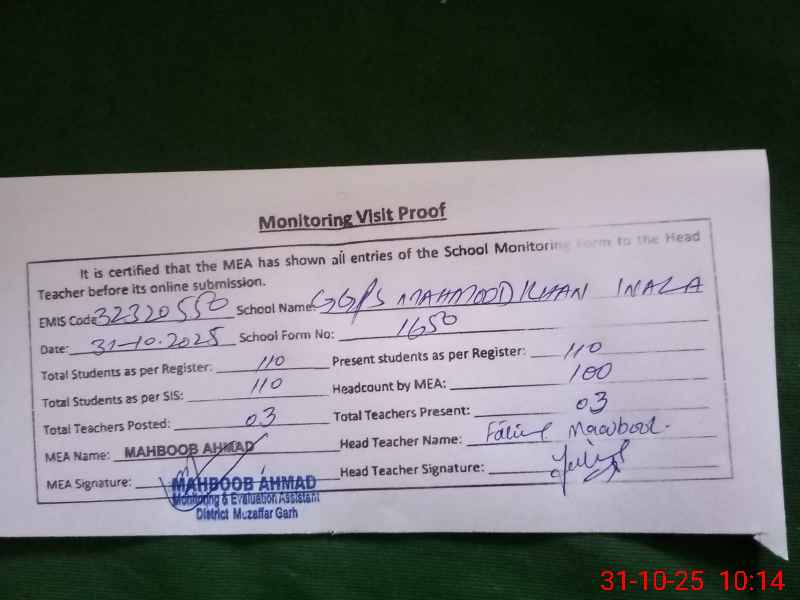 Monitoring Visit Proof
It is certified that the MEA has shown all entries of the School Monitoring Form to the Head
Teacher before its online submission.
EMIS Code 32320550 School Name: GGPS MAHMOOD KHAN WALA
Date: 31-10.2025 School Form No: 1650
Total Students as per Register: 110 Present students as per Register: 110
Total Students as per SIS: 110 Headcount by MEA: 100
Total Teachers Posted: 03 Total Teachers Present: 03
MEA Name: MAHBOOB AHMAD Head Teacher Name:
MEA Signature: Head Teacher Signature:
MAHBOOB AHMAD
Monitoring & Evaluation Assistant
District Muzaffar Garh
31-10-25 10:14